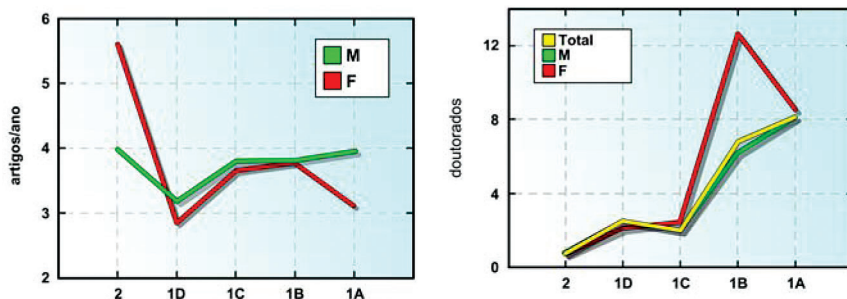 artigos/ano
6
5
4
3
2
M
F
2 1D 1C 1B 1A
doutorados
12
8
4
0
Total
M
F
2 1D 1C 1B 1A